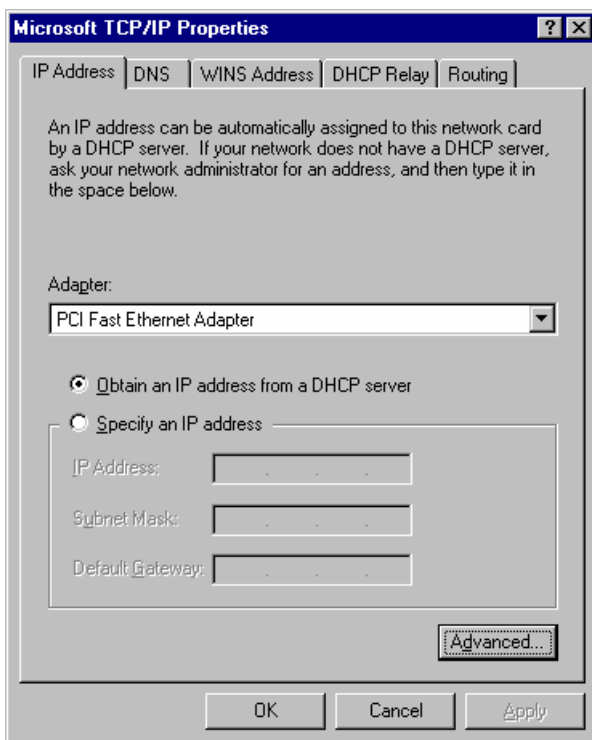 Microsoft TCP/IP Properties
IP Address DNS WINS Address DHCP Relay Routing
An IP address can be automatically assigned to this network card
by a DHCP server. If your network does not have a DHCP server,
ask your network administrator for an address, and then type it in
the space below.
Adapter:
PCI Fast Ethernet Adapter
Obtain an IP address from a DHCP server
Specify an IP address
IP Address:
Subnet Mask:
Default Gateway:
Advanced...
OK Cancel Apply